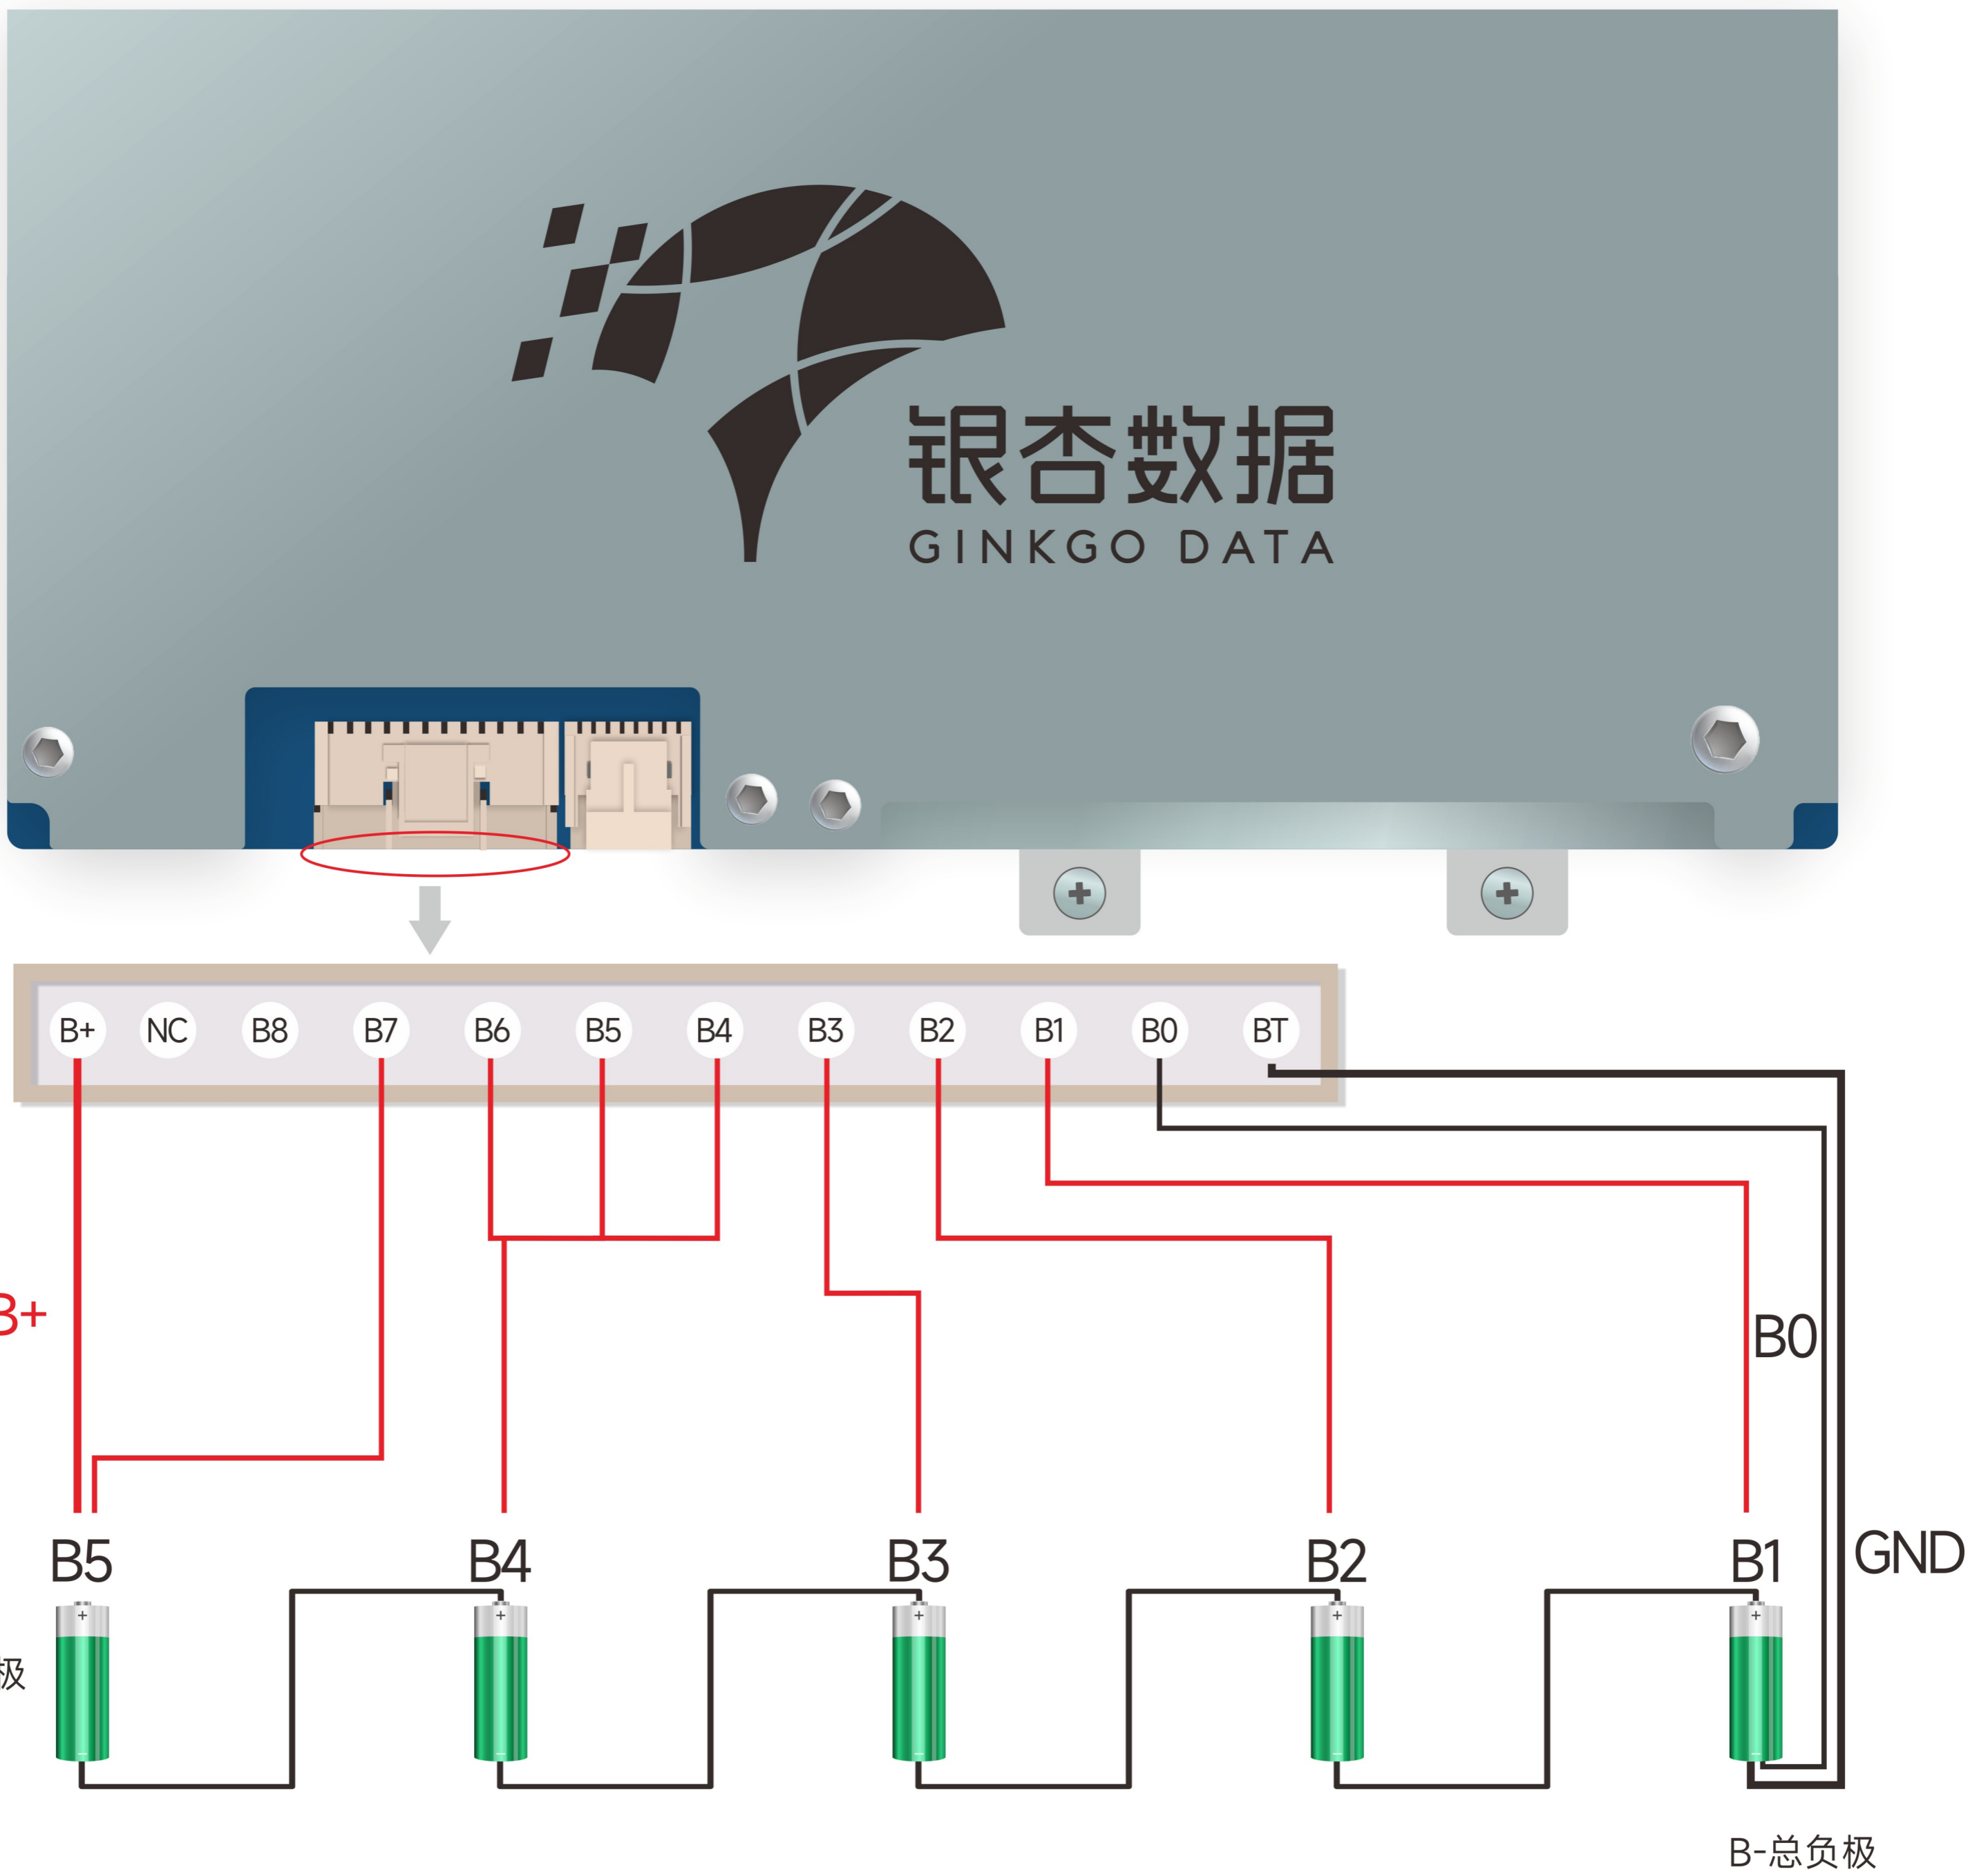 银杏数据
GINKGO DATA
B+ NC B8 B7 B6 B5 B4 B3 B2 B1 B0 BT
B+
B0
B5 B4 B3 B2 B1 GND
极
B-总负极